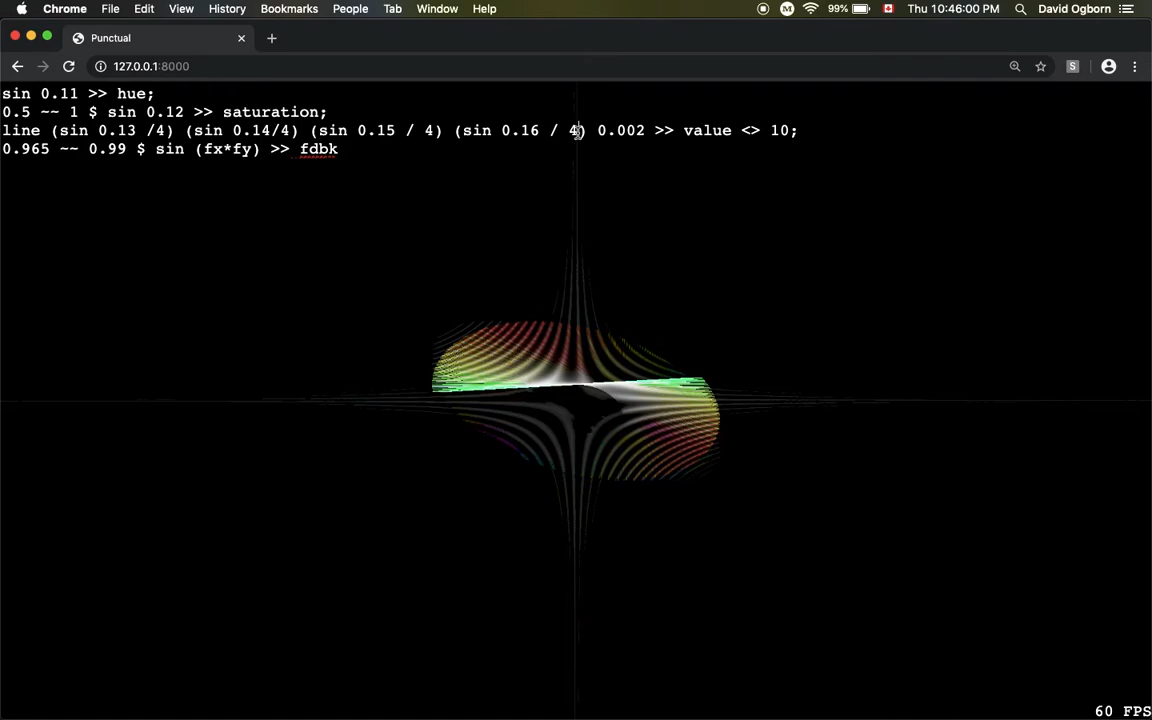 Chrome File Edit View History Bookmarks People Tab Window Help M 99% Thu 10:46:00 PM David Ogborn
Punctual
127.0.0.1:8000 S
sin 0.11 >> hue;
0.5 ~~ 1 $ sin 0.12 >> saturation;
line (sin 0.13 /4) (sin 0.14/4) (sin 0.15 / 4) (sin 0.16 / 4) 0.002 >> value <> 10;
0.965 ~~ 0.99 $ sin (fx*fy) >> fdbk
60 FPS